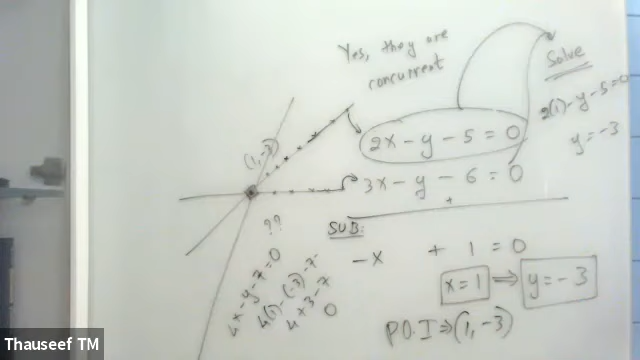 Yes, they are
concurrent
Solve
2(1)-y-5=0
y=-3
(1,-3)
2x-y-5=0
3x-y-6=0
??
SUB:
-x + 1 = 0
x=1 ⇒ y=-3
P.O.I ⇒ (1,-3)
4x-y-7=0
4(1)-(-3)-7
4+3-7
0
Thauseef TM